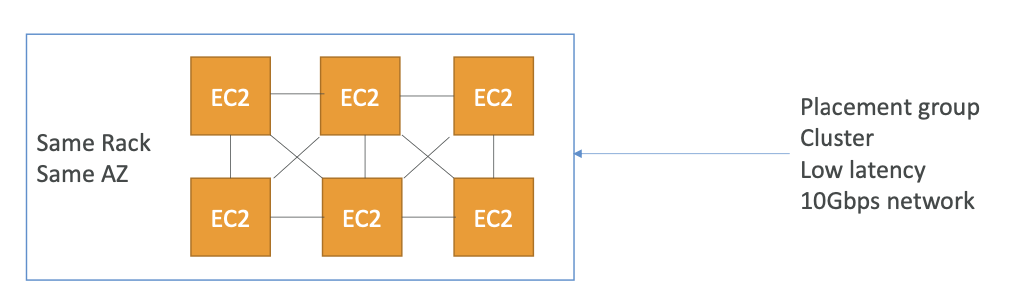 Same Rack
Same AZ
EC2
EC2
EC2
EC2
EC2
EC2
Placement group
Cluster
Low latency
10Gbps network